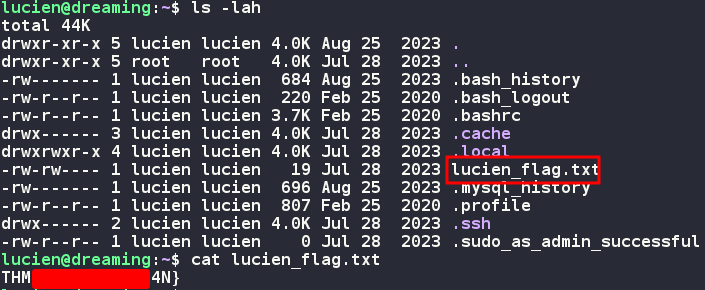 lucien@dreaming:~$ ls -lah
total 44K
drwxr-xr-x 5 lucien lucien 4.0K Aug 25  2023 .
drwxr-xr-x 5 root   root   4.0K Jul 28  2023 ..
-rw------- 1 lucien lucien  684 Aug 25  2023 .bash_history
-rw-r--r-- 1 lucien lucien  220 Feb 25  2020 .bash_logout
-rw-r--r-- 1 lucien lucien 3.7K Feb 25  2020 .bashrc
drwx------ 3 lucien lucien 4.0K Jul 28  2023 .cache
drwxrwxr-x 4 lucien lucien 4.0K Jul 28  2023 .local
-rw-rw---- 1 lucien lucien   19 Jul 28  2023 lucien_flag.txt
-rw------- 1 lucien lucien  696 Aug 25  2023 .mysql_history
-rw-r--r-- 1 lucien lucien  807 Feb 25  2020 .profile
drwx------ 2 lucien lucien 4.0K Jul 28  2023 .ssh
-rw-r--r-- 1 lucien lucien    0 Jul 28  2023 .sudo_as_admin_successful
lucien@dreaming:~$ cat lucien_flag.txt
THM 4N}